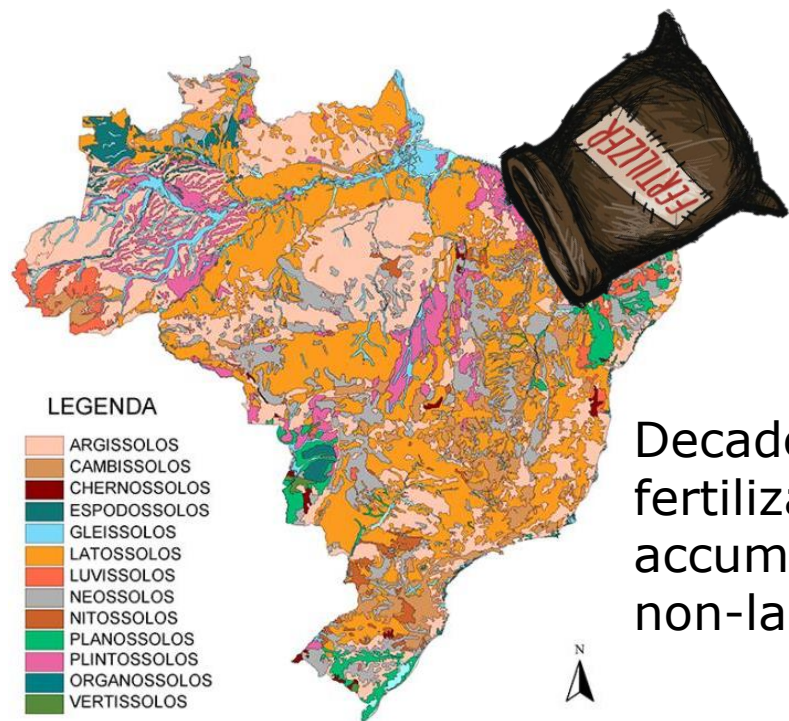 FERTILIZER
LEGENDA
ARGISSOLOS
CAMBISSOLOS
CHERNOSSOLOS
ESPODOSSOLOS
GLEISSOLOS
LATOSSOLOS
LUVISSOLOS
NEOSSOLOS
NITOSSOLOS
PLANOSSOLOS
PLINTOSSOLOS
ORGANOSSOLOS
VERTISSOLOS
Decade
fertiliza
accum
non-la
N